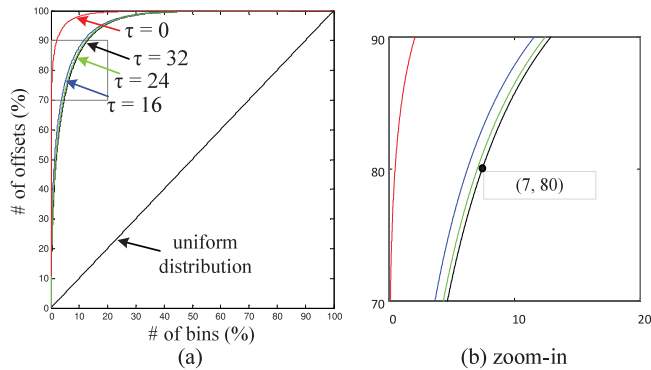 100
90
80
70
60
50
40
30
20
10
0
# of offsets (%)
τ = 0
τ = 32
τ = 24
τ = 16
uniform
distribution
0 10 20 30 40 50 60 70 80 90 100
# of bins (%)
(a)
90
80
70
(7, 80)
0 10 20
(b) zoom-in